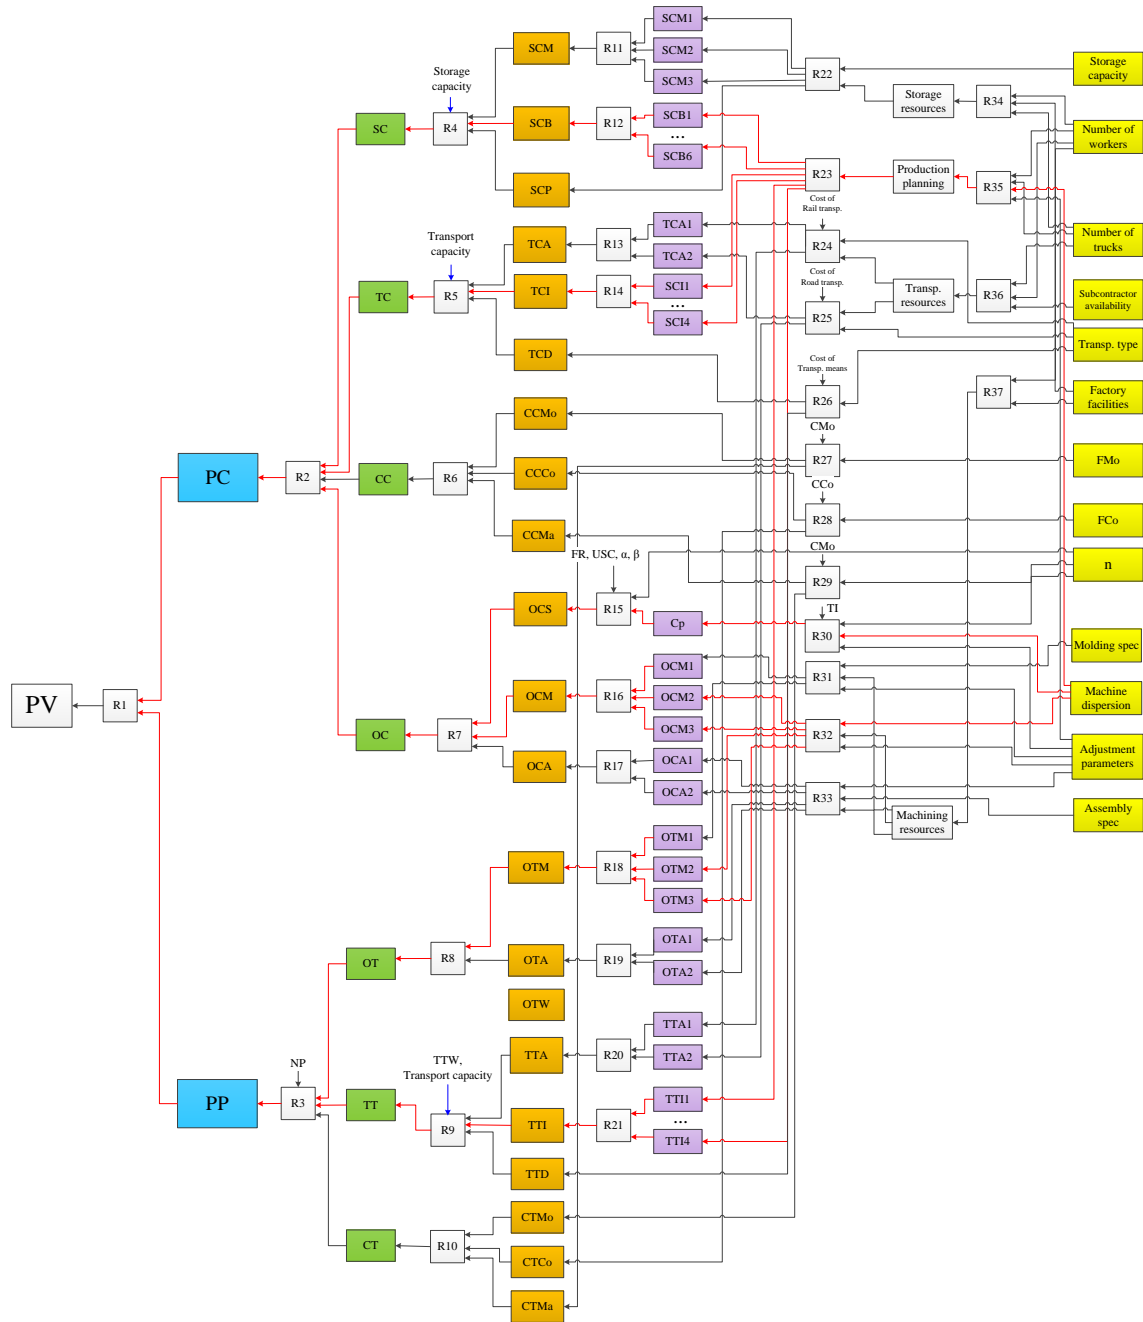 SCM1
SCM
R11
SCM2
SCM3
R22
Storage
capacity
Storage
capacity
Storage
resources
R34
SC
R4
SCB
R12
SCB1
...
SCB6
Number of
workers
SCP
R23
Production
planning
R35
Cost of
Rail transp.
TCA1
TCA
R13
TCA2
R24
Number of
trucks
Transport
capacity
Cost of
Road transp.
TC
R5
TCI
R14
SCI1
...
SCI4
Transp.
resources
R36
Subcontractor
availability
R25
TCD
Transp. type
Cost of
Transp. means
R26
R37
Factory
facilities
CCMo
CMo
R27
FMo
PC
R2
CC
R6
CCCo
CCo
R28
FCo
CCMa
CMo
R29
n
FR, USC, α, β
OCS
R15
Cp
TI
R30
Molding spec
OCM1
R31
PV
R1
OCM
R16
OCM2
Machine
dispersion
OC
R7
OCM3
R32
OCA
R17
OCA1
OCA2
Adjustment
parameters
R33
Machining
resources
Assembly
spec
OTM1
OTM
R18
OTM2
OTM3
OT
R8
OTA
R19
OTA1
OTA2
OTW
TTA1
TTA
R20
TTA2
NP
TTW,
Transport capacity
PP
R3
TT
R9
TTI
R21
TTI1
...
TTI4
TTD
CTMo
CT
R10
CTCo
CTMa